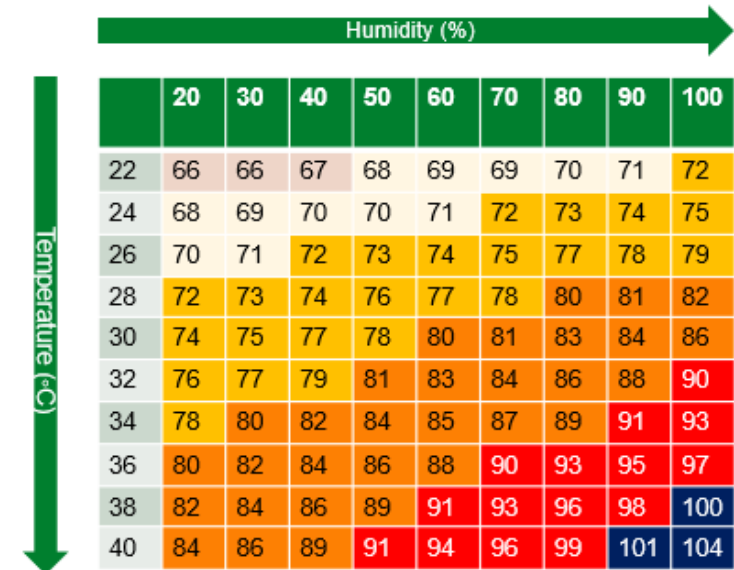 Humidity (%)
Temperature (°C)
20 30 40 50 60 70 80 90 100
22 66 66 67 68 69 69 70 71 72
24 68 69 70 70 71 72 73 74 75
26 70 71 72 73 74 75 77 78 79
28 72 73 74 76 77 78 80 81 82
30 74 75 77 78 80 81 83 84 86
32 76 77 79 81 83 84 86 88 90
34 78 80 82 84 85 87 89 91 93
36 80 82 84 86 88 90 93 95 97
38 82 84 86 89 91 93 96 98 100
40 84 86 89 91 94 96 99 101 104